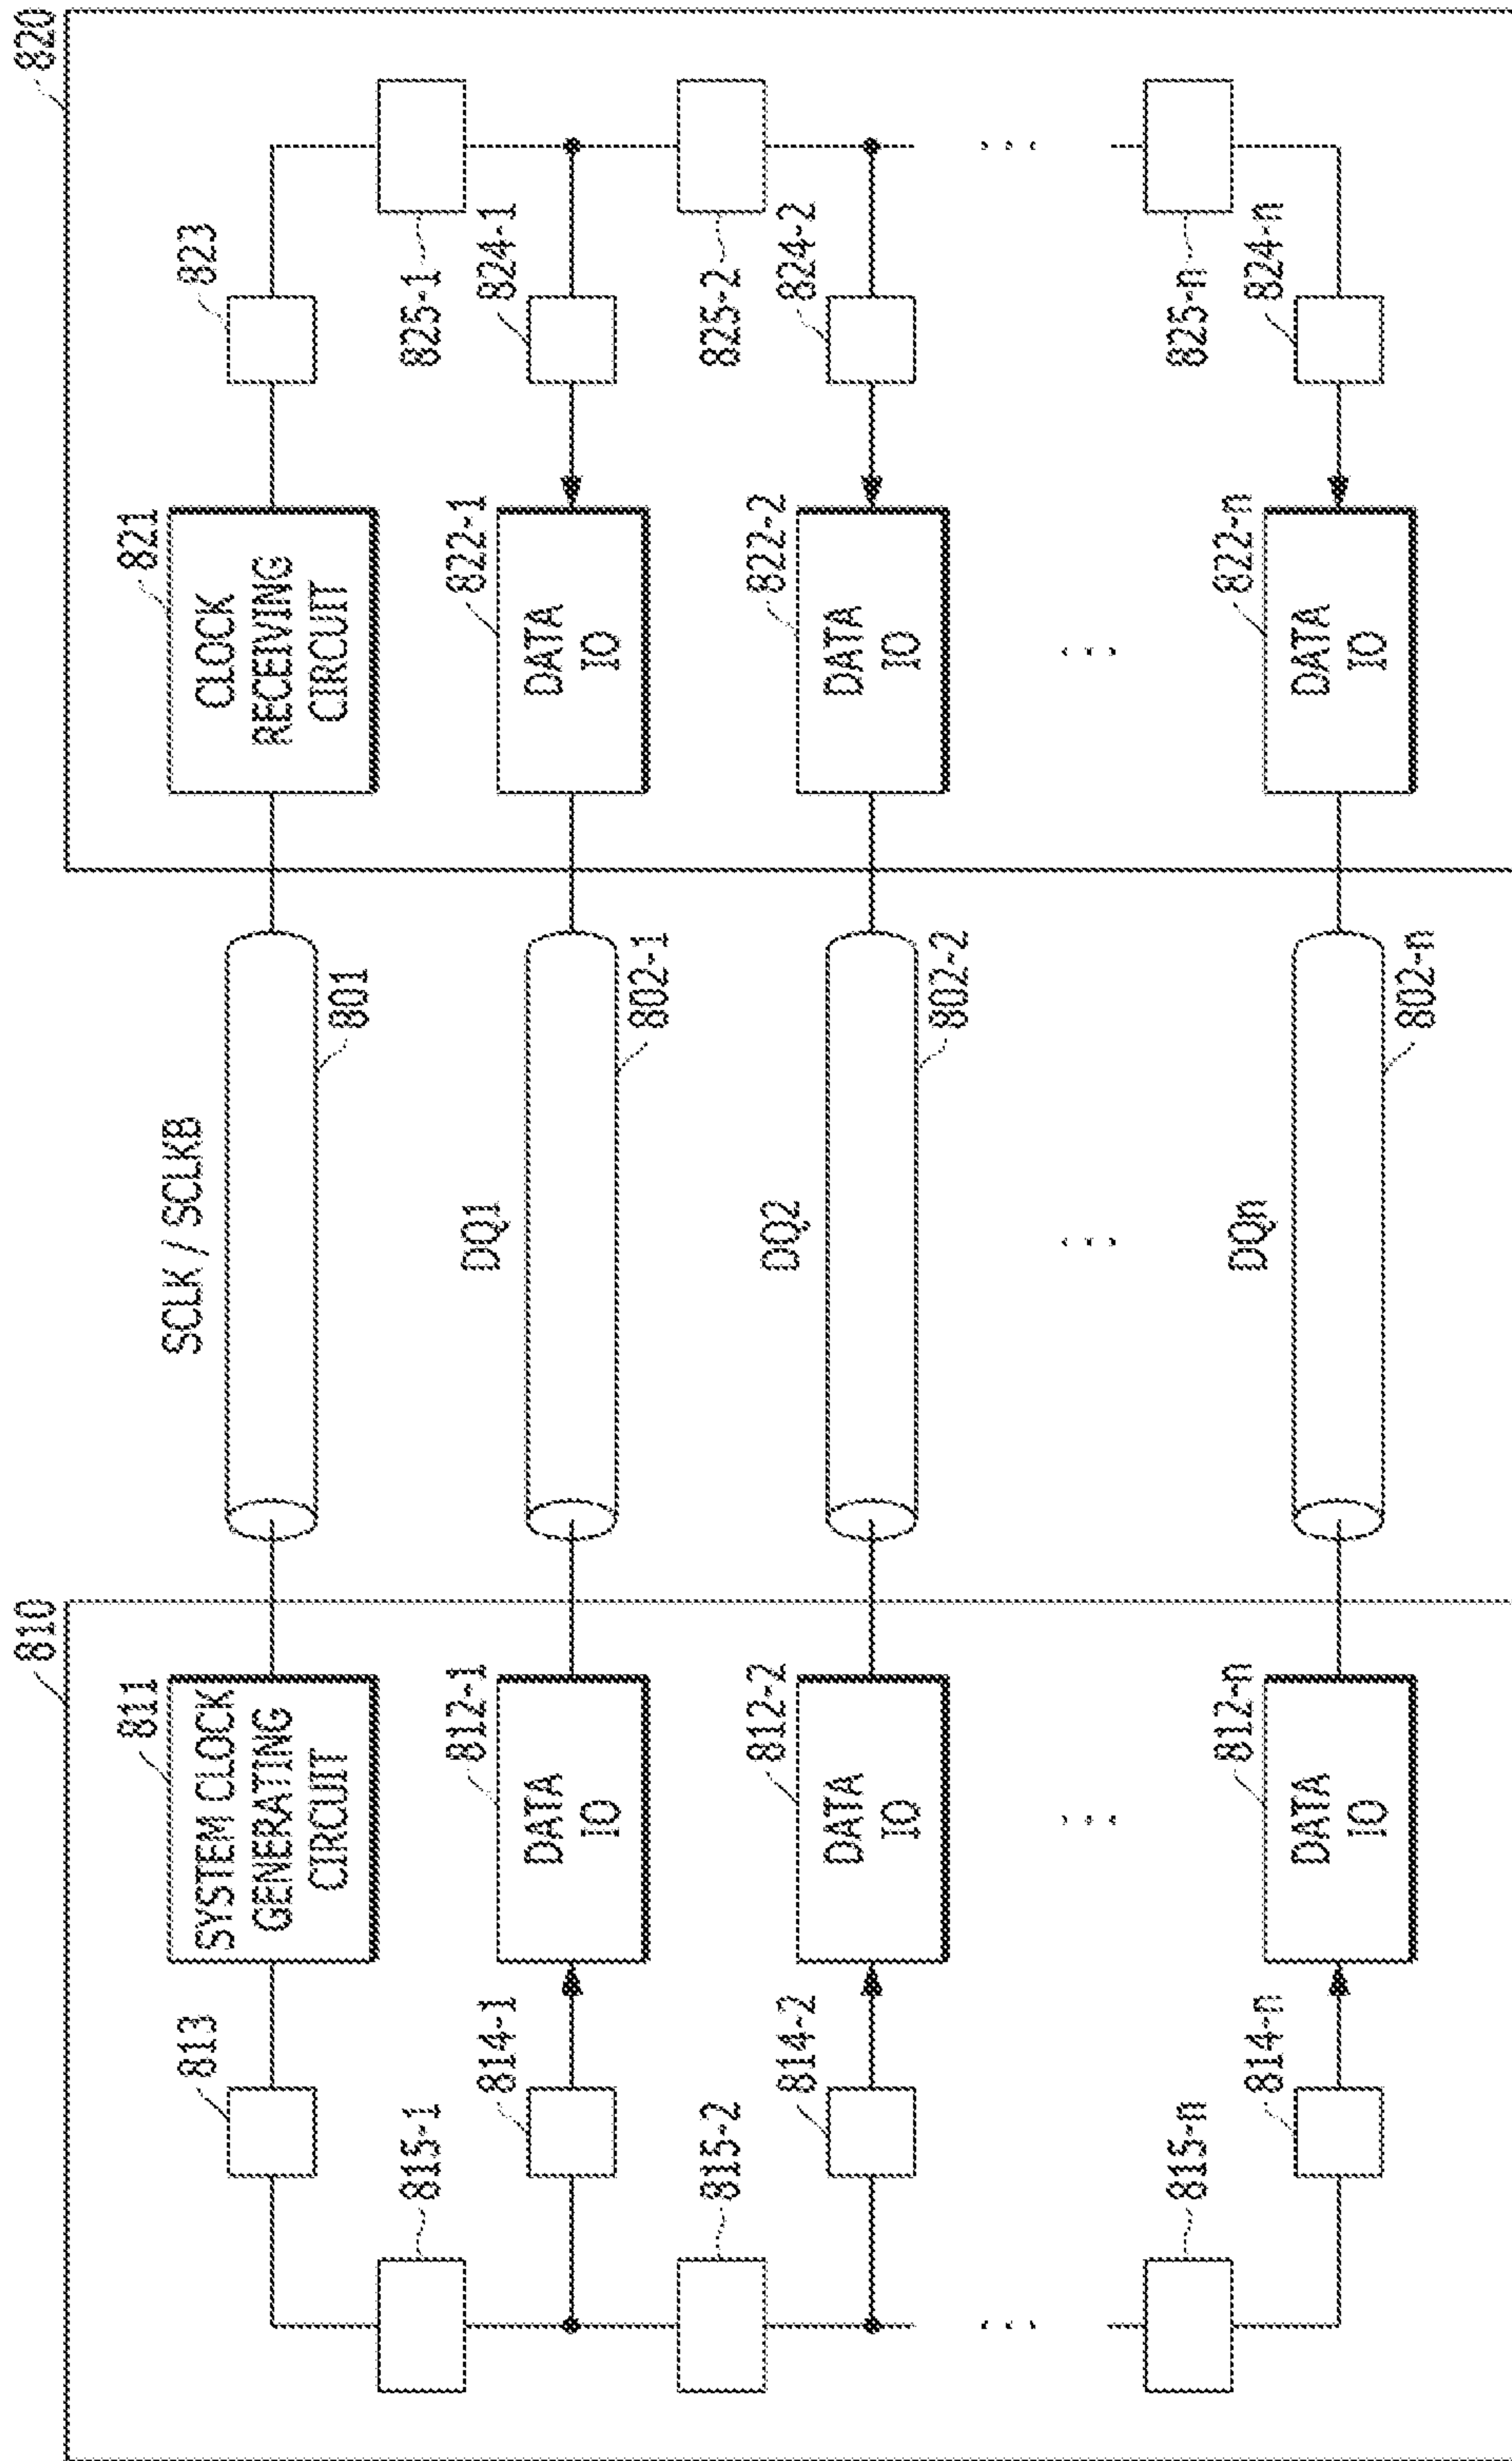 810
820
811
SYSTEM CLOCK
GENERATING
CIRCUIT
813
SCLK / SCLKB
801
821
CLOCK
RECEIVING
CIRCUIT
823
815-1
825-1
812-1
DATA
IO
814-1
DQ1
802-1
822-1
DATA
IO
824-1
815-2
825-2
812-2
DATA
IO
814-2
DQ2
802-2
822-2
DATA
IO
824-2
...
...
...
...
...
815-n
825-n
812-n
DATA
IO
814-n
DQn
802-n
822-n
DATA
IO
824-n